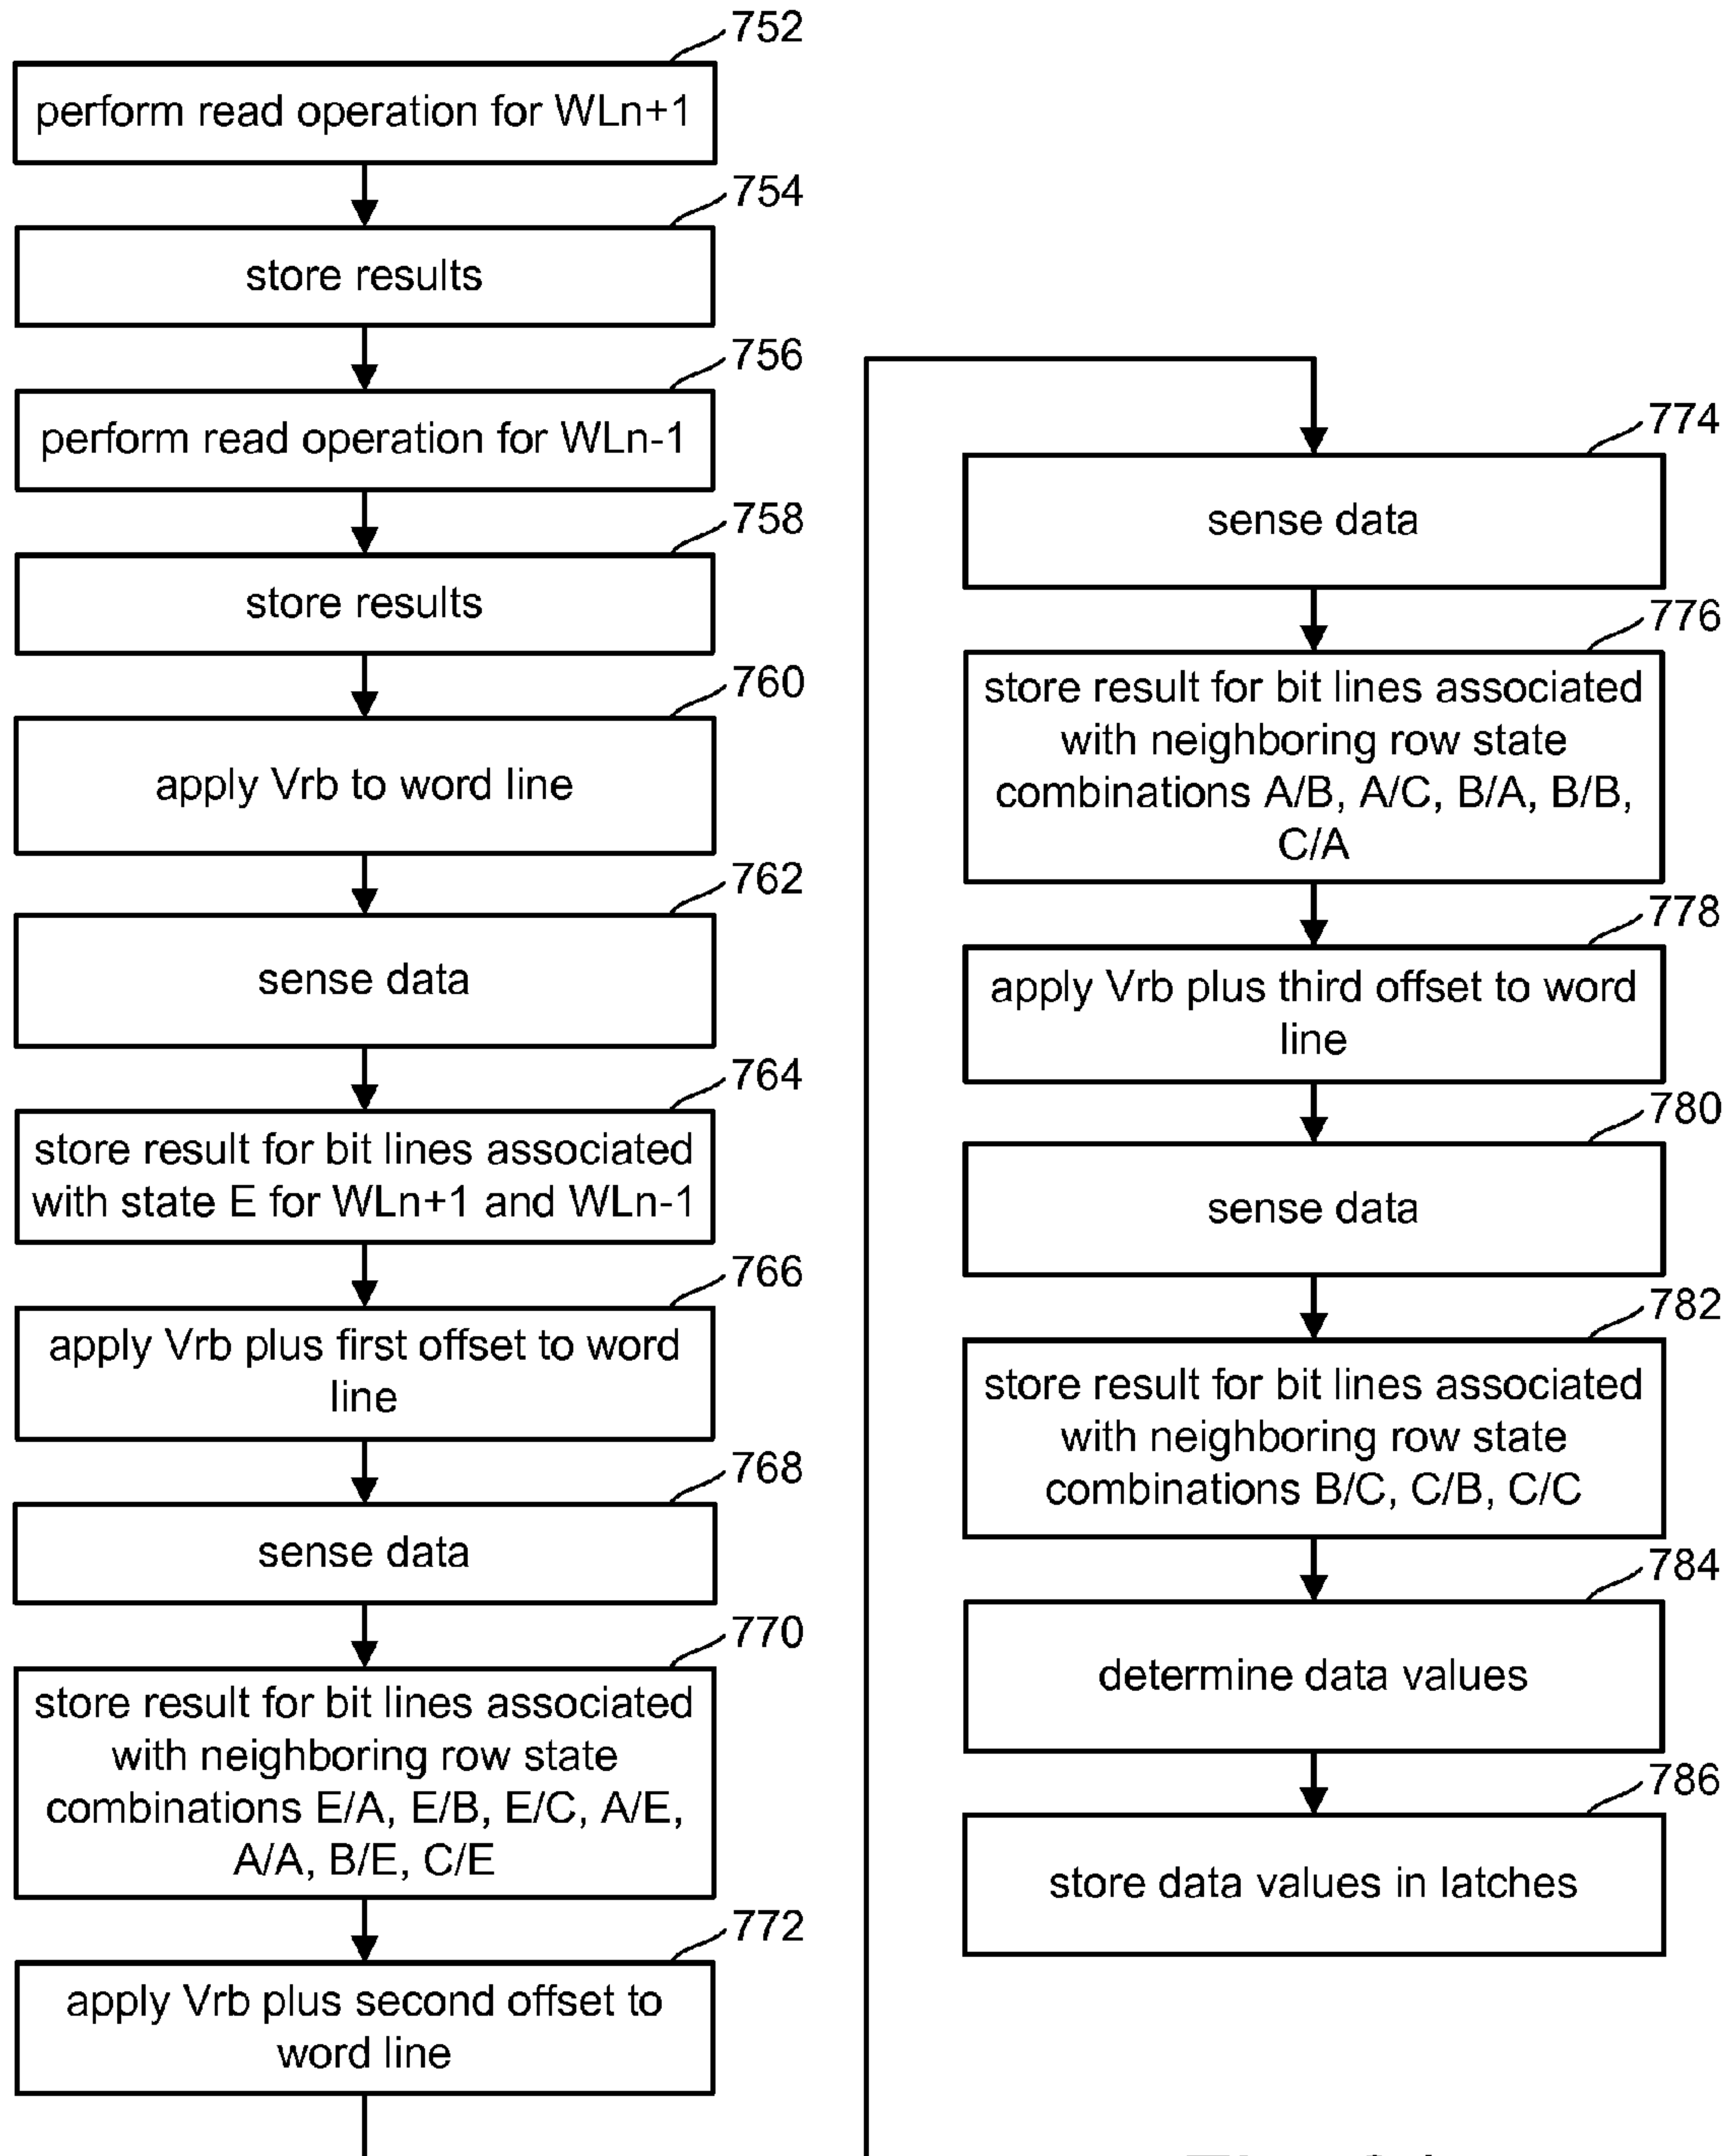 752
perform read operation for WLn+1
754
store results
756
perform read operation for WLn-1
758
store results
760
apply Vrb to word line
762
sense data
764
store result for bit lines associated
with state E for WLn+1 and WLn-1
766
apply Vrb plus first offset to word
line
768
sense data
770
store result for bit lines associated
with neighboring row state
combinations E/A, E/B, E/C, A/E,
A/A, B/E, C/E
772
apply Vrb plus second offset to
word line
774
sense data
776
store result for bit lines associated
with neighboring row state
combinations A/B, A/C, B/A, B/B,
C/A
778
apply Vrb plus third offset to word
line
780
sense data
782
store result for bit lines associated
with neighboring row state
combinations B/C, C/B, C/C
784
determine data values
786
store data values in latches